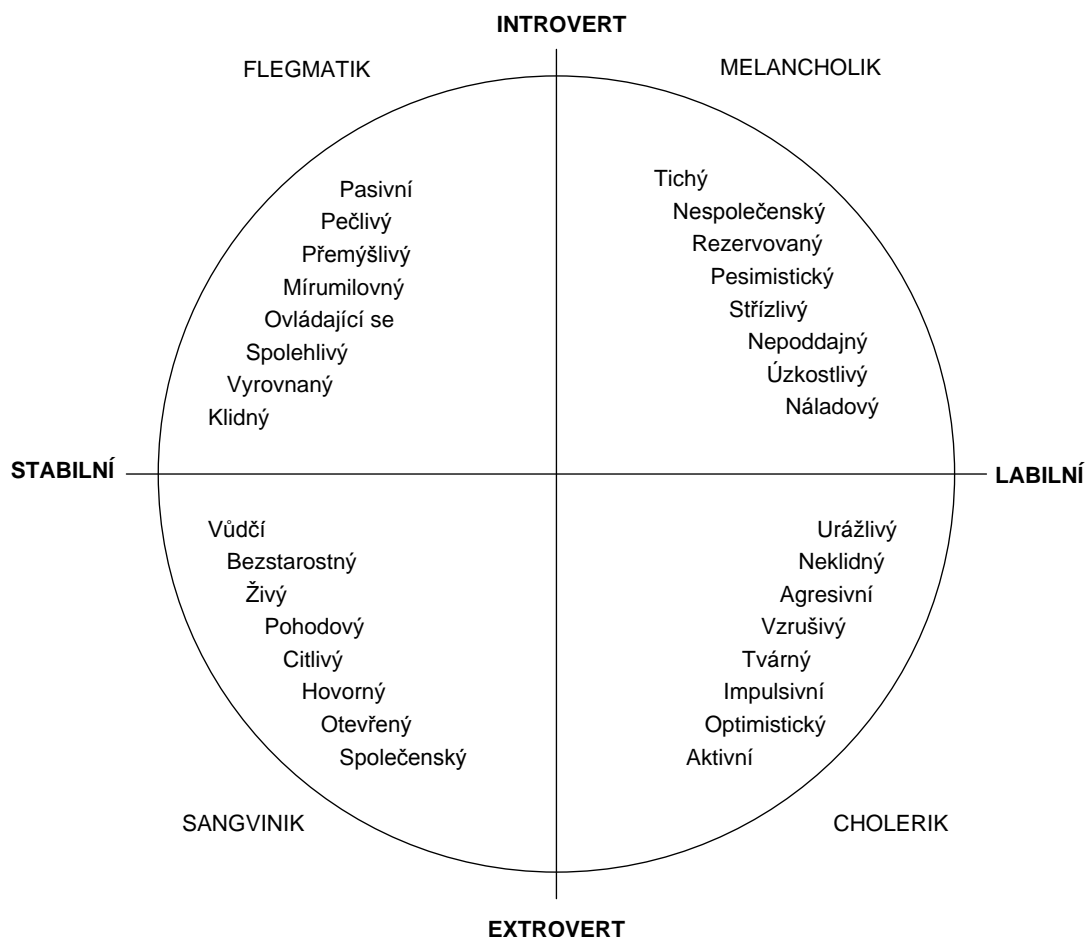 INTROVERT
FLEGMATIK
MELANCHOLIK
Pasivní
Pečlivý
Přemýšlivý
Mírumilovný
Ovládající se
Spolehlivý
Vyrovnaný
Klidný
Tichý
Nespolečenský
Rezervovaný
Pesimistický
Střízlivý
Nepoddajný
Úzkostlivý
Náladový
STABILNÍ
LABILNÍ
Vůdčí
Bezstarostný
Živý
Pohodový
Citlivý
Hovorný
Otevřený
Společenský
Urážlivý
Neklidný
Agresivní
Vzrušivý
Tvárný
Impulsivní
Optimistický
Aktivní
SANGVINIK
CHOLERIK
EXTROVERT